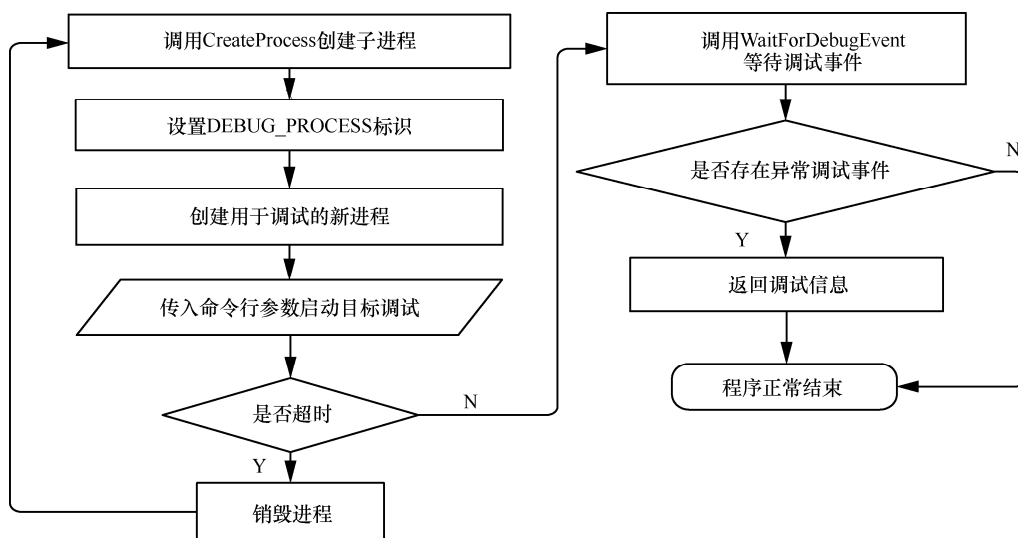 调用CreateProcess创建子进程
设置DEBUG_PROCESS标识
创建用于调试的新进程
传入命令行参数启动目标调试
是否超时
N
Y
销毁进程
调用WaitForDebugEvent
等待调试事件
是否存在异常调试事件
N
Y
返回调试信息
程序正常结束